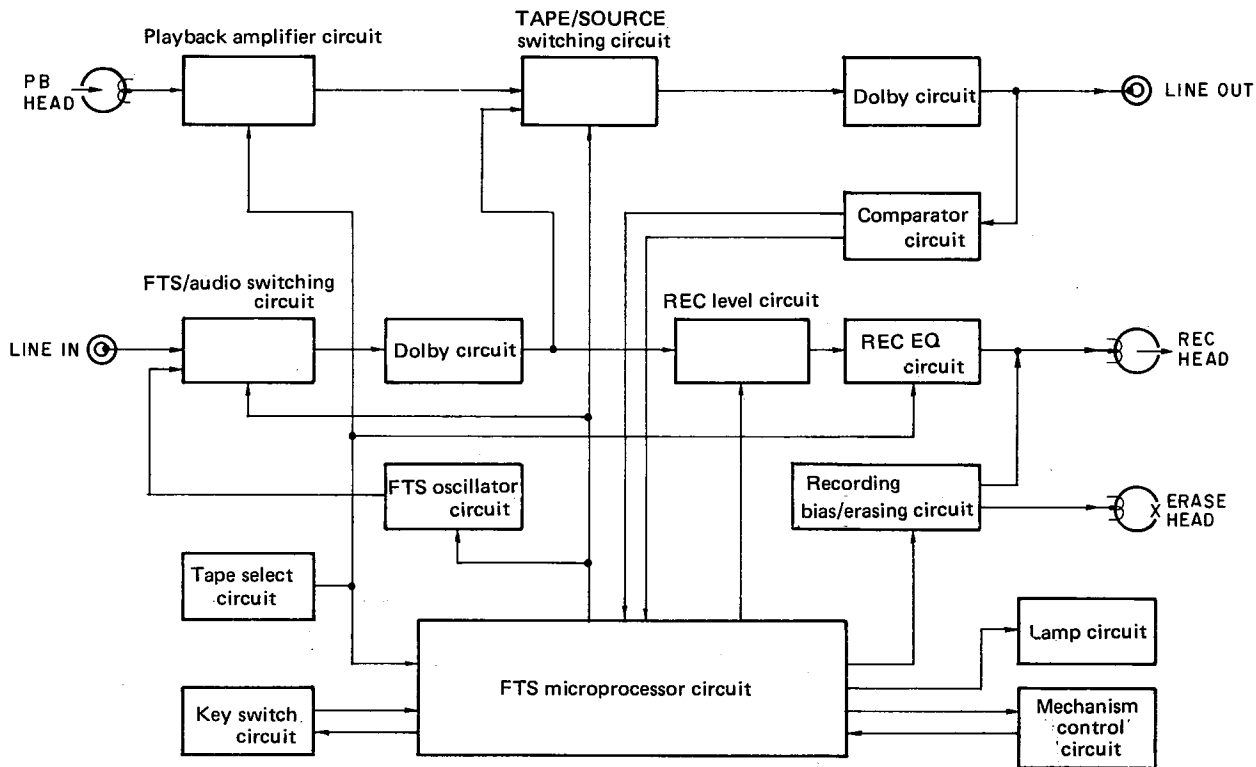 Playback amplifier circuit
TAPE/SOURCE
switching circuit
PB
HEAD
Dolby circuit
LINE OUT
Comparator
circuit
FTS/audio switching
circuit
REC level circuit
LINE IN
Dolby circuit
REC EQ
circuit
REC
HEAD
FTS oscillator
circuit
Recording
bias/erasing circuit
ERASE
HEAD
Tape select
circuit
Lamp circuit
FTS microprocessor circuit
Key switch
circuit
Mechanism
control
circuit